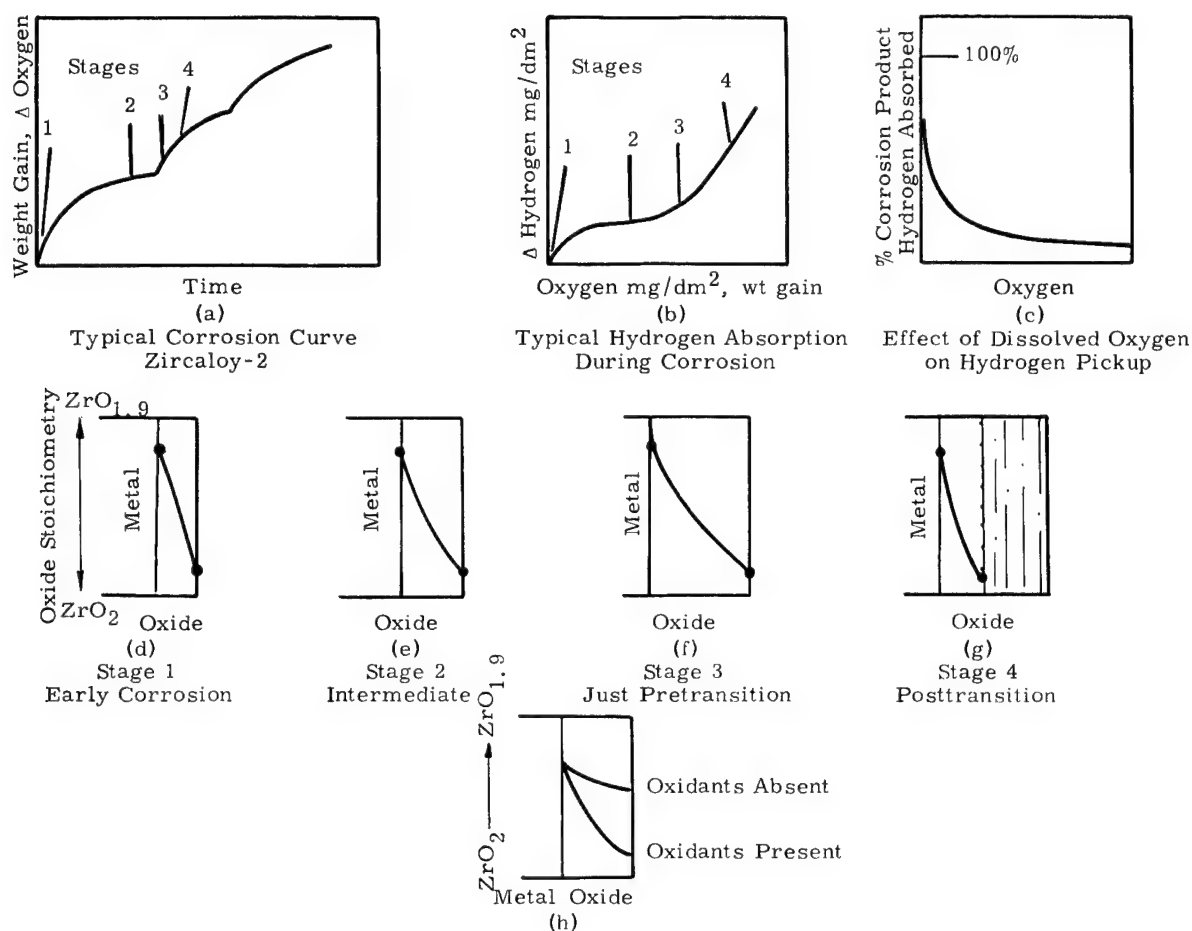 Weight Gain, Δ Oxygen
Stages
1
2
3
4
Time
(a)
Typical Corrosion Curve
Zircaloy-2
Δ Hydrogen mg/dm²
Stages
1
2
3
4
Oxygen mg/dm², wt gain
(b)
Typical Hydrogen Absorption
During Corrosion
% Corrosion Product
Hydrogen Absorbed
100%
Oxygen
(c)
Effect of Dissolved Oxygen
on Hydrogen Pickup
Oxide Stoichiometry
ZrO1.9
ZrO2
Metal
Oxide
(d)
Stage 1
Early Corrosion
Metal
Oxide
(e)
Stage 2
Intermediate
Metal
Oxide
(f)
Stage 3
Just Pretransition
Metal
Oxide
(g)
Stage 4
Posttransition
ZrO2 ZrO1.9
Oxidants Absent
Oxidants Present
Metal Oxide
(h)